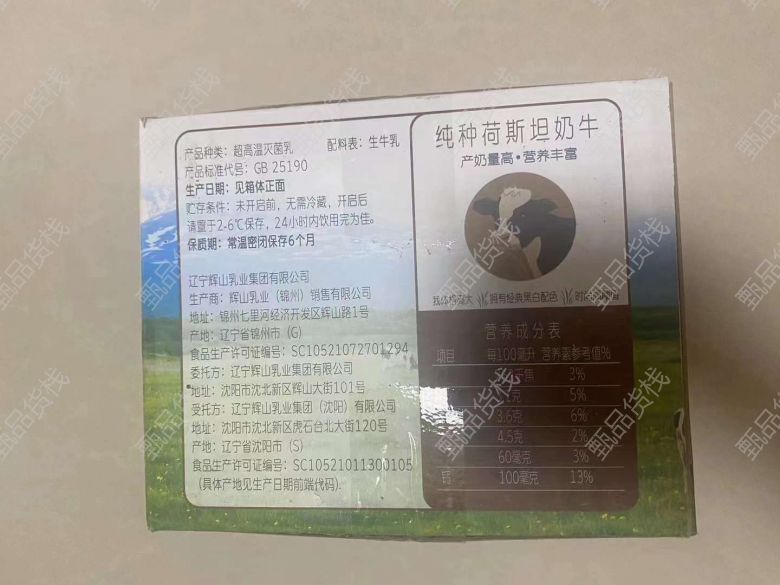 产品种类：超高温灭菌乳 配料表：生牛乳
产品标准代号：GB 25190
生产日期：见箱体正面
贮存条件：未开启前，无需冷藏，开启后
请置于2-6℃保存，24小时内饮用完为佳。
保质期：常温密闭保存6个月
辽宁辉山乳业集团有限公司
生产商：辉山乳业（锦州）销售有限公司
地址：锦州七里河经济开发区辉山路1号
产地：辽宁省锦州市（G）
食品生产许可证编号：SC10521072701294
委托方：辽宁辉山乳业集团有限公司
地址：沈阳市沈北新区辉山大街101号
受托方：辽宁辉山乳业集团（沈阳）有限公司
地址：沈阳市沈北新区虎石台北大街120号
产地：辽宁省沈阳市（S）
食品生产许可证编号：SC10521011300105
（具体产地见生产日期前端代码）.
纯种荷斯坦奶牛
产奶量高•营养丰富
拥有经典黑白配色
营养成分表
项目 每100毫升 营养素参考值%
3%
5%
3.6克 6%
4.5克 2%
60毫克 3%
钙 100毫克 13%
甄品货栈